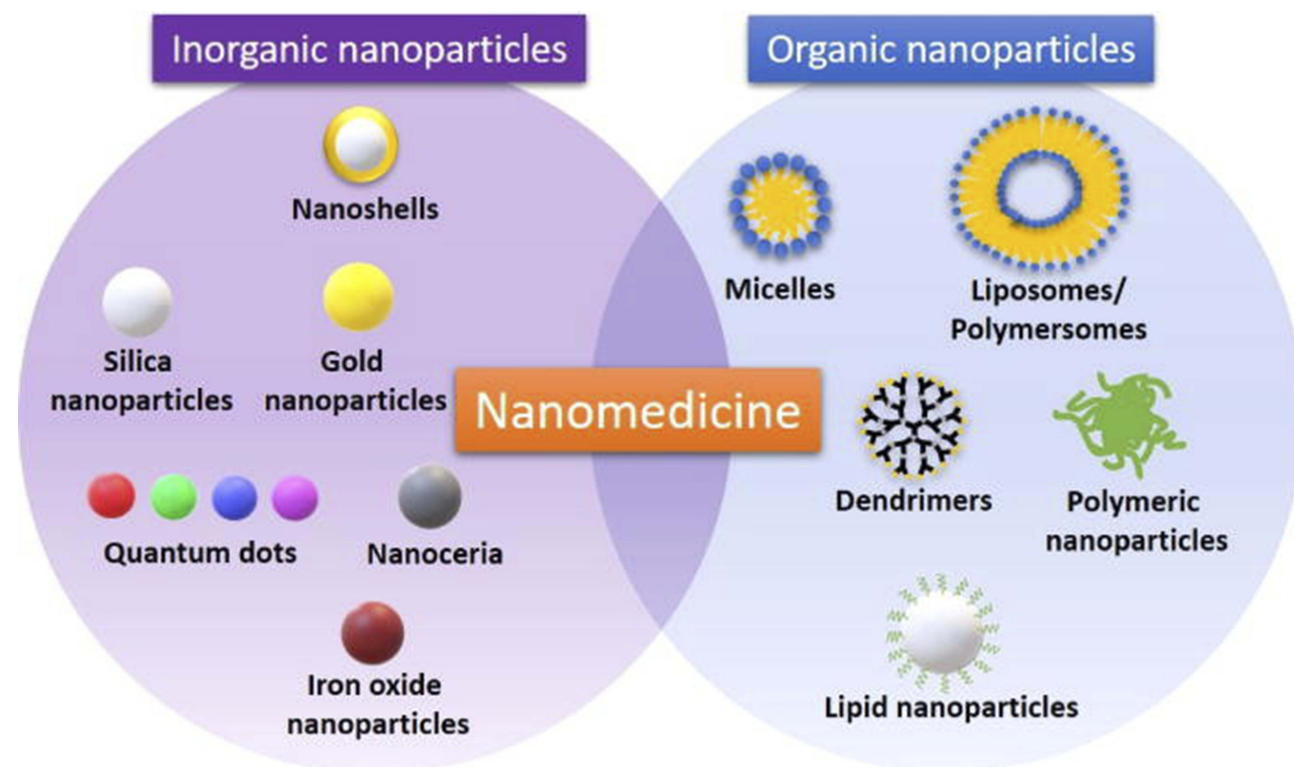 Inorganic nanoparticles
Organic nanoparticles
Nanoshells
Micelles
Liposomes/
Polymersomes
Silica
nanoparticles
Gold
nanoparticles
Nanomedicine
Dendrimers
Polymeric
nanoparticles
Quantum dots
Nanoceria
Iron oxide
nanoparticles
Lipid nanoparticles